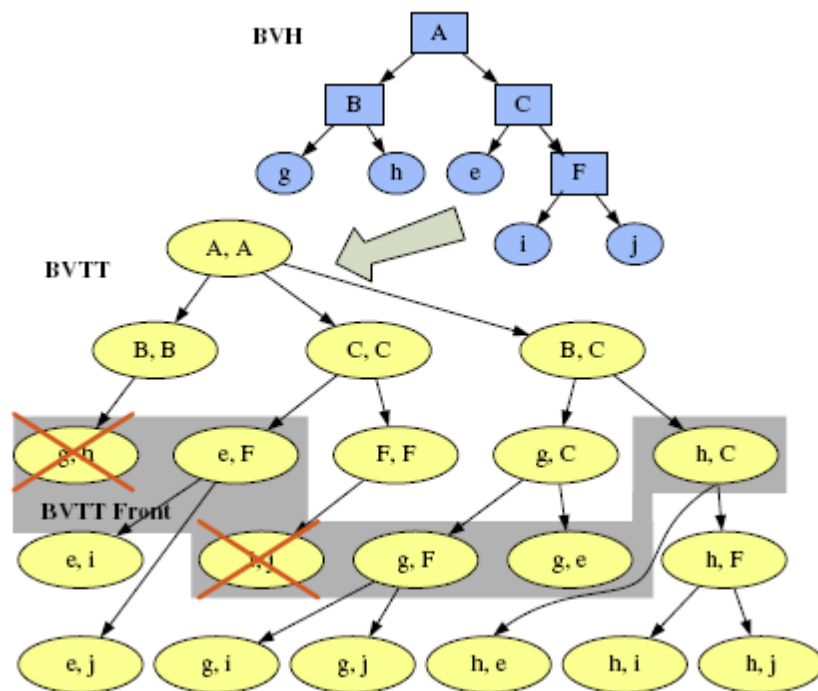 BVH
A
B
C
g
h
e
F
i
j
BVTT
A, A
B, B
C, C
B, C
g, h
e, F
F, F
g, C
h, C
BVTT Front
e, i
i, j
g, F
g, e
h, F
e, j
g, i
g, j
h, e
h, i
h, j